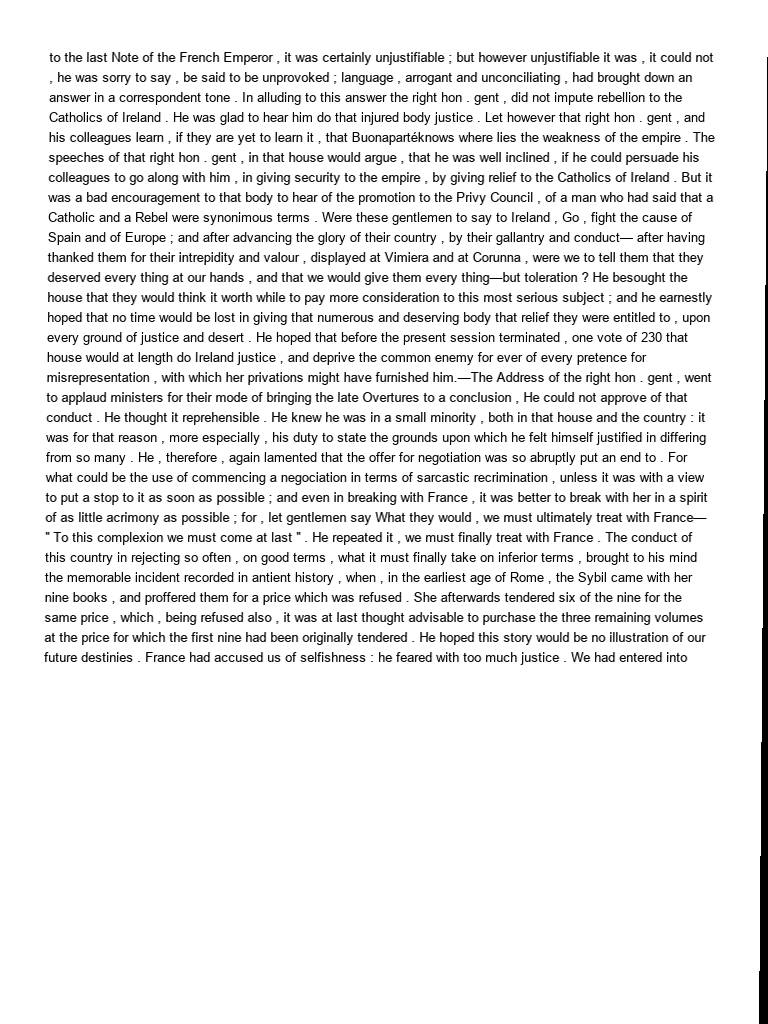 to the last Note of the French Emperor , it was certainly unjustifiable ; but however unjustifiable it was , it could not
, he was sorry to say , be said to be unprovoked ; language , arrogant and unconciliating , had brought down an
answer in a correspondent tone . In alluding to this answer the right hon . gent , did not impute rebellion to the
Catholics of Ireland . He was glad to hear him do that injured body justice . Let however that right hon . gent , and
his colleagues learn , if they are yet to learn it , that Buonapartéknows where lies the weakness of the empire . The
speeches of that right hon . gent , in that house would argue , that he was well inclined , if he could persuade his
colleagues to go along with him , in giving security to the empire , by giving relief to the Catholics of Ireland . But it
was a bad encouragement to that body to hear of the promotion to the Privy Council , of a man who had said that a
Catholic and a Rebel were synonimous terms . Were these gentlemen to say to Ireland , Go , fight the cause of
Spain and of Europe ; and after advancing the glory of their country , by their gallantry and conduct— after having
thanked them for their intrepidity and valour , displayed at Vimiera and at Corunna , were we to tell them that they
deserved every thing at our hands , and that we would give them every thing—but toleration ? He besought the
house that they would think it worth while to pay more consideration to this most serious subject ; and he earnestly
hoped that no time would be lost in giving that numerous and deserving body that relief they were entitled to , upon
every ground of justice and desert . He hoped that before the present session terminated , one vote of 230 that
house would at length do Ireland justice , and deprive the common enemy for ever of every pretence for
misrepresentation , with which her privations might have furnished him.—The Address of the right hon . gent , went
to applaud ministers for their mode of bringing the late Overtures to a conclusion , He could not approve of that
conduct . He thought it reprehensible . He knew he was in a small minority , both in that house and the country : it
was for that reason , more especially , his duty to state the grounds upon which he felt himself justified in differing
from so many . He , therefore , again lamented that the offer for negotiation was so abruptly put an end to . For
what could be the use of commencing a negociation in terms of sarcastic recrimination , unless it was with a view
to put a stop to it as soon as possible ; and even in breaking with France , it was better to break with her in a spirit
of as little acrimony as possible ; for , let gentlemen say What they would , we must ultimately treat with France—
" To this complexion we must come at last " . He repeated it , we must finally treat with France . The conduct of
this country in rejecting so often , on good terms , what it must finally take on inferior terms , brought to his mind
the memorable incident recorded in antient history , when , in the earliest age of Rome , the Sybil came with her
nine books , and proffered them for a price which was refused . She afterwards tendered six of the nine for the
same price , which , being refused also , it was at last thought advisable to purchase the three remaining volumes
at the price for which the first nine had been originally tendered . He hoped this story would be no illustration of our
future destinies . France had accused us of selfishness : he feared with too much justice . We had entered into